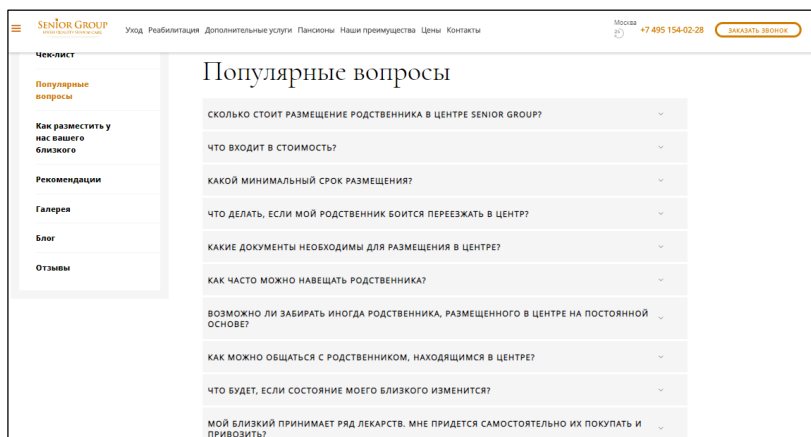 SENIOR GROUP
HIGH QUALITY SENIOR CARE
Уход Реабилитация Дополнительные услуги Пансионы Наши преимущества Цены Контакты
Москва
24
+7 495 154-02-28
ЗАКАЗАТЬ ЗВОНОК
Чек-лист
Популярные
вопросы
Как разместить у
нас вашего
близкого
Рекомендации
Галерея
Блог
Отзывы
Популярные вопросы
СКОЛЬКО СТОИТ РАЗМЕЩЕНИЕ РОДСТВЕННИКА В ЦЕНТРЕ SENIOR GROUP?
ЧТО ВХОДИТ В СТОИМОСТЬ?
КАКОЙ МИНИМАЛЬНЫЙ СРОК РАЗМЕЩЕНИЯ?
ЧТО ДЕЛАТЬ, ЕСЛИ МОЙ РОДСТВЕННИК БОИТСЯ ПЕРЕЕЗЖАТЬ В ЦЕНТР?
КАКИЕ ДОКУМЕНТЫ НЕОБХОДИМЫ ДЛЯ РАЗМЕЩЕНИЯ В ЦЕНТРЕ?
КАК ЧАСТО МОЖНО НАВЕЩАТЬ РОДСТВЕННИКА?
ВОЗМОЖНО ЛИ ЗАБИРАТЬ ИНОГДА РОДСТВЕННИКА, РАЗМЕЩЕННОГО В ЦЕНТРЕ НА ПОСТОЯННОЙ
ОСНОВЕ?
КАК МОЖНО ОБЩАТЬСЯ С РОДСТВЕННИКОМ, НАХОДЯЩИМСЯ В ЦЕНТРЕ?
ЧТО БУДЕТ, ЕСЛИ СОСТОЯНИЕ МОЕГО БЛИЗКОГО ИЗМЕНИТСЯ?
МОЙ БЛИЗКИЙ ПРИНИМАЕТ РЯД ЛЕКАРСТВ. МНЕ ПРИДЕТСЯ САМОСТОЯТЕЛЬНО ИХ ПОКУПАТЬ И
ПРИВОЗИТЬ?